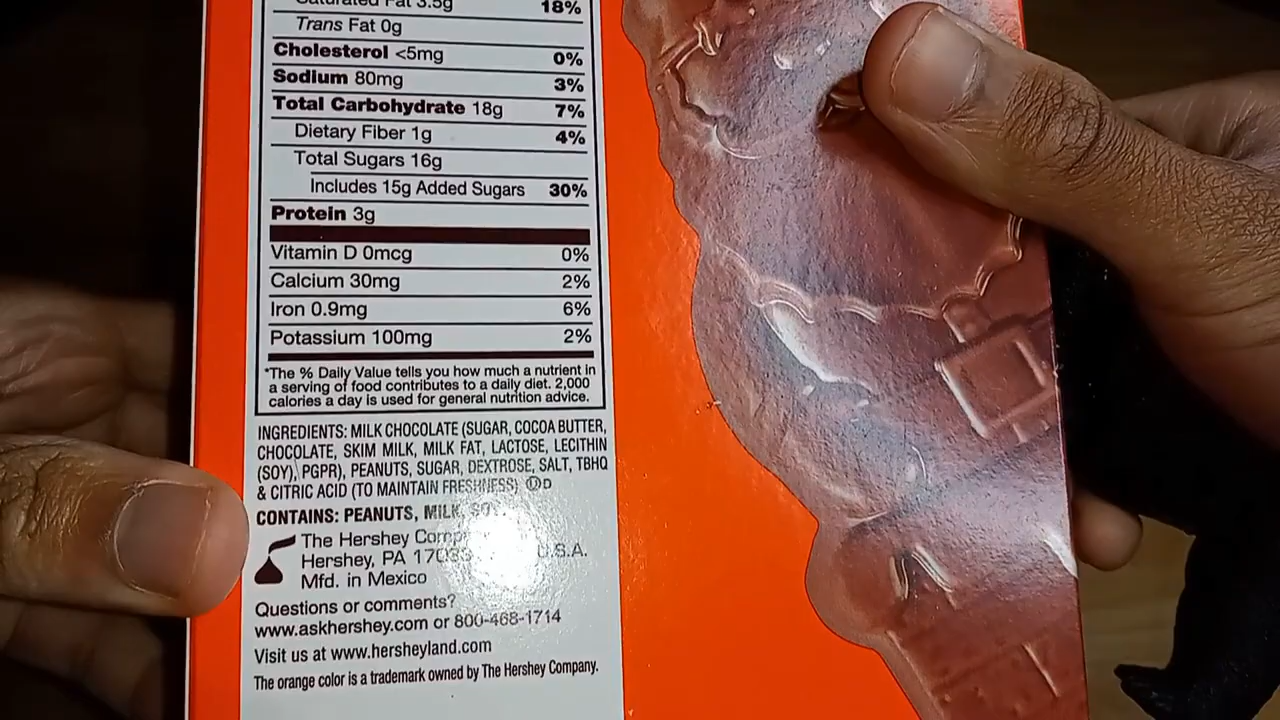 Saturated Fat 3.5g 18%
Trans Fat 0g
Cholesterol <5mg 0%
Sodium 80mg 3%
Total Carbohydrate 18g 7%
Dietary Fiber 1g 4%
Total Sugars 16g
Includes 15g Added Sugars 30%
Protein 3g
Vitamin D 0mcg 0%
Calcium 30mg 2%
Iron 0.9mg 6%
Potassium 100mg 2%
*The % Daily Value tells you how much a nutrient in
a serving of food contributes to a daily diet. 2,000
calories a day is used for general nutrition advice.
INGREDIENTS: MILK CHOCOLATE (SUGAR, COCOA BUTTER,
CHOCOLATE, SKIM MILK, MILK FAT, LACTOSE, LECITHIN
(SOY), PGPR), PEANUTS, SUGAR, DEXTROSE, SALT, TBHQ
& CITRIC ACID (TO MAINTAIN FRESHNESS) ⓊD
CONTAINS: PEANUTS, MILK, SOY
The Hershey
Hershey, PA 17033 U.S.A.
Mfd. in Mexico
Questions or comments?
www.askhershey.com or 800-468-1714
Visit us at www.hersheyland.com
The orange color is a trademark owned by The Hershey Company.